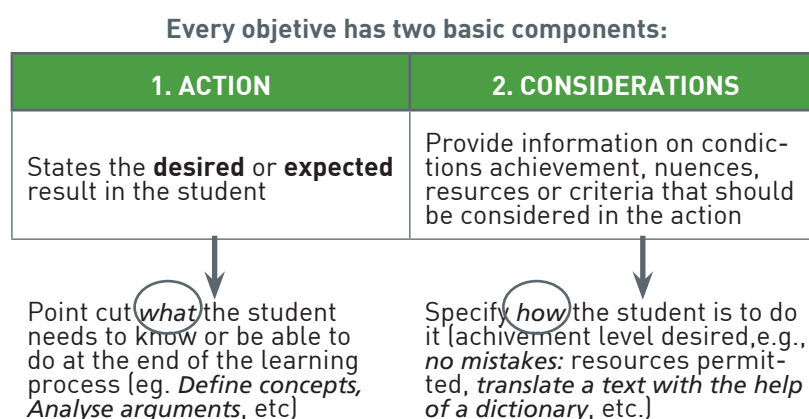 Every objetive has two basic components:
1. ACTION
2. CONSIDERATIONS
States the desired or expected
result in the student
Provide information on condic-
tions achievement, nuences,
resurces or criteria that should
be considered in the action
Point cut what the student
needs to know or be able to
do at the end of the learning
process (eg. Define concepts,
Analyse arguments, etc)
Specify how the student is to do
it (achivement level desired,e.g.,
no mistakes: resources permit-
ted, translate a text with the help
of a dictionary, etc.)